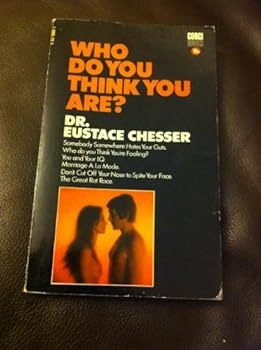 CORGI
WHO
DO YOU
THINK YOU
ARE?
DR.
EUSTACE CHESSER
Somebody Somewhere Hates Your Guts.
Who do you Think You're Fooling?
You and Your IQ.
Marriage A La Mode.
Don't Cut Off Your Nose to Spite Your Face.
The Great Rat Race.